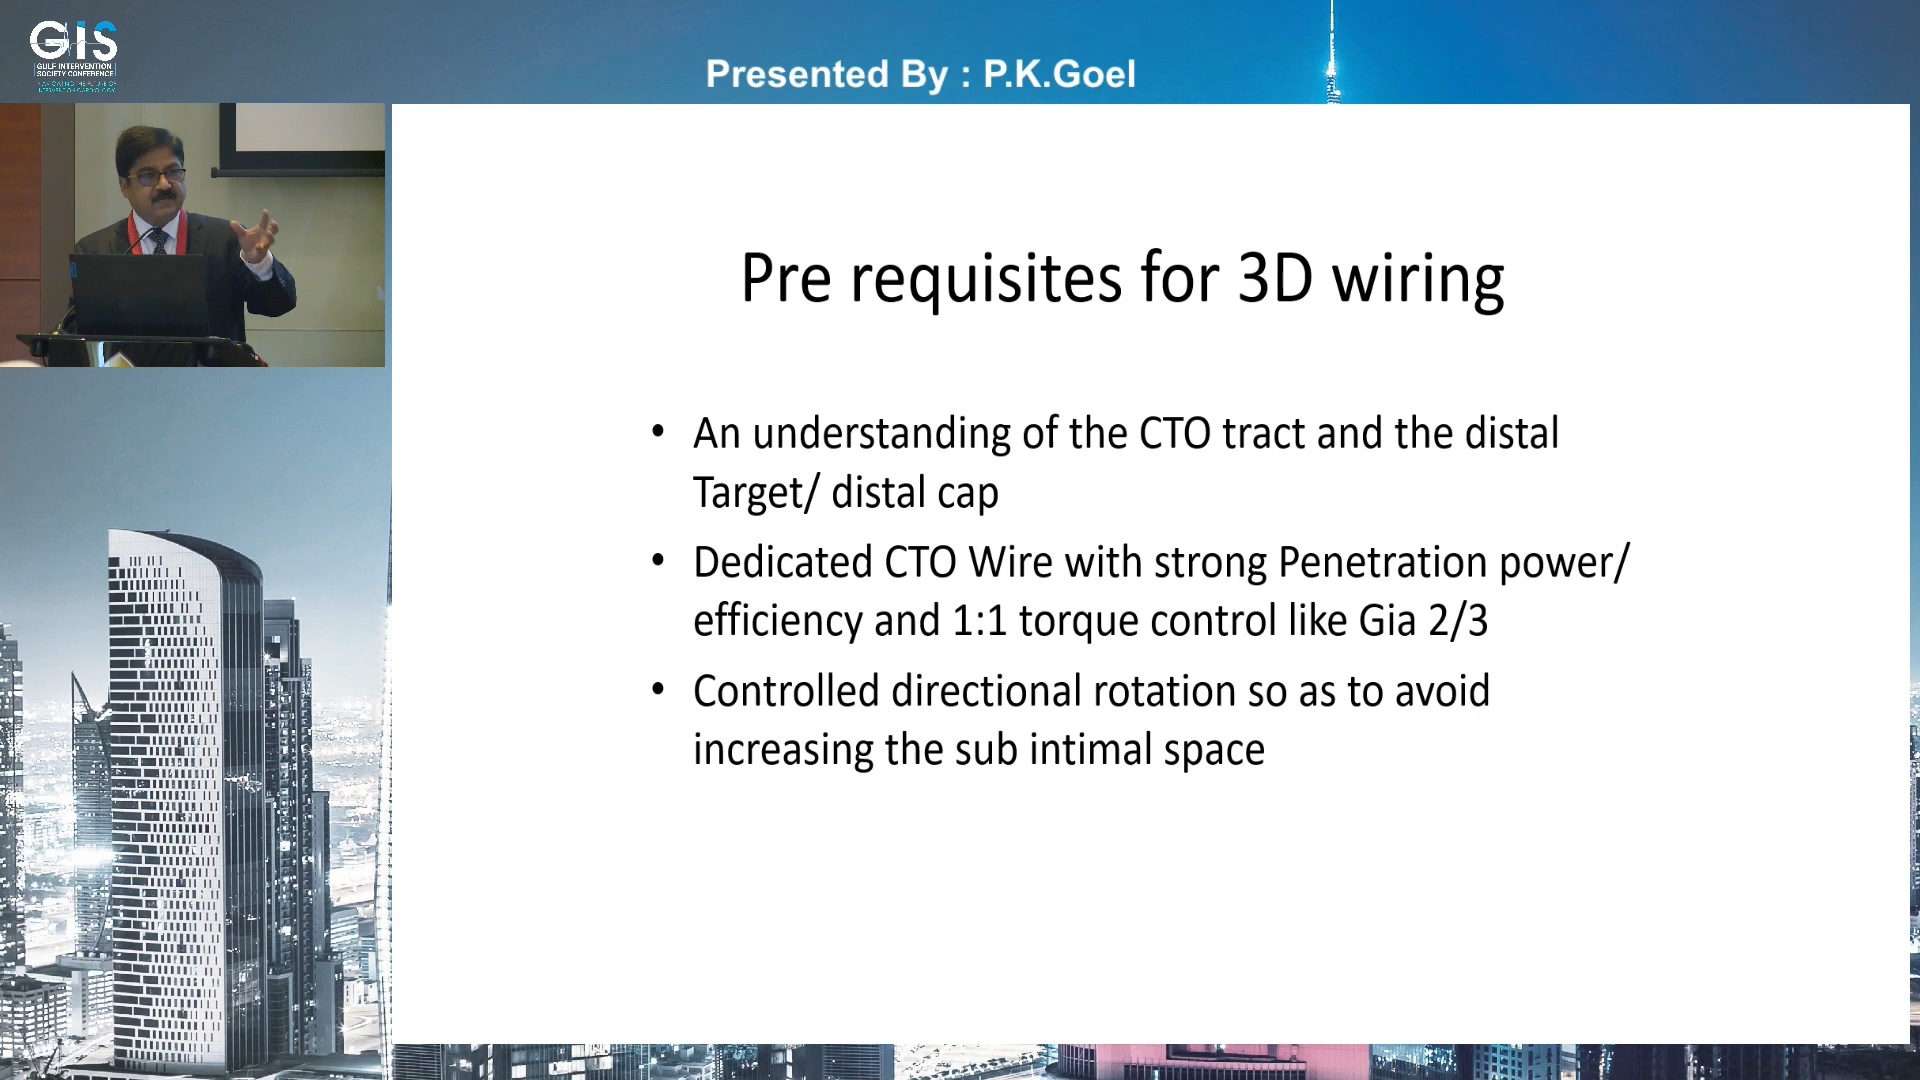 GIS
GULF INTERVENTION
SOCIETY CONFERENCE
Presented By : P.K.Goel
Pre requisites for 3D wiring
• An understanding of the CTO tract and the distal
Target/ distal cap
• Dedicated CTO Wire with strong Penetration power/
efficiency and 1:1 torque control like Gia 2/3
• Controlled directional rotation so as to avoid
increasing the sub intimal space